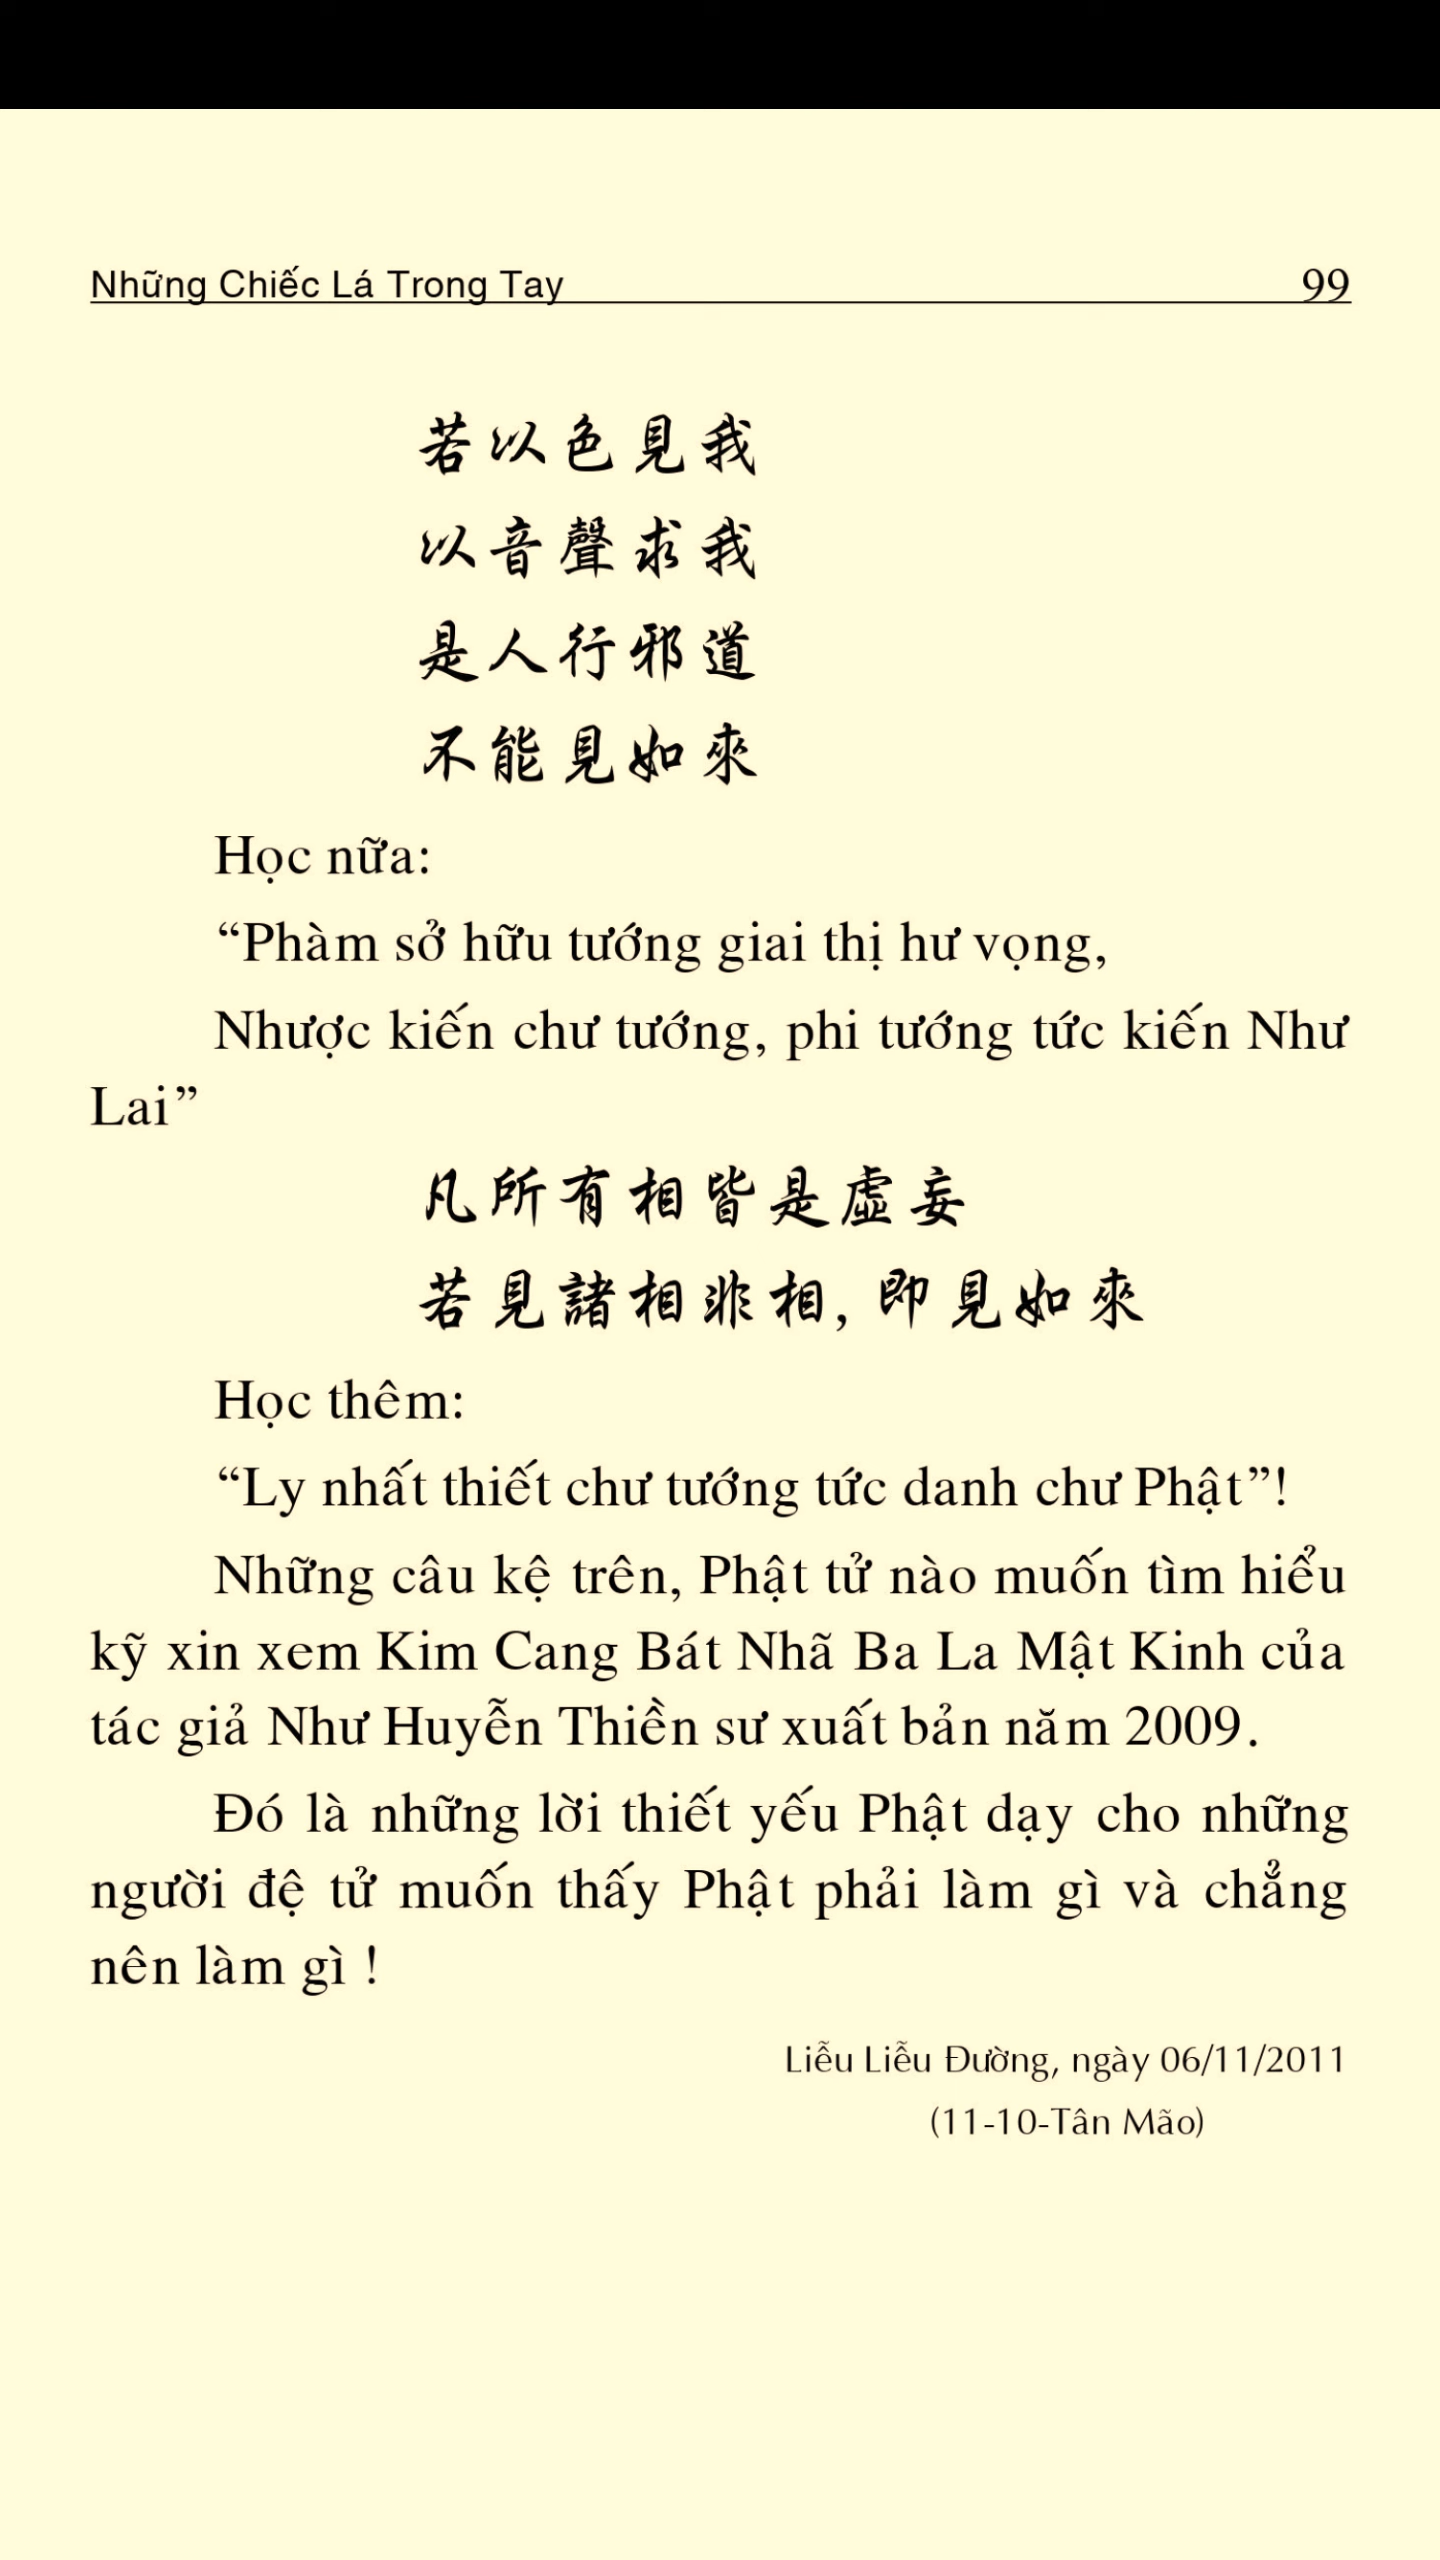 Những Chiếc Lá Trong Tay 99
若以色見我
以音聲求我
是人行邪道
不能見如來
Học nữa:
“Phàm sở hữu tướng giai thị hư vọng,
Nhược kiến chư tướng, phi tướng tức kiến Như
Lai”
凡所有相皆是虛妄
若見諸相非相, 即見如來
Học thêm:
“Ly nhất thiết chư tướng tức danh chư Phật”!
Những câu kệ trên, Phật tử nào muốn tìm hiểu
kỹ xin xem Kim Cang Bát Nhã Ba La Mật Kinh của
tác giả Như Huyễn Thiền sư xuất bản năm 2009.
Đó là những lời thiết yếu Phật dạy cho những
người đệ tử muốn thấy Phật phải làm gì và chẳng
nên làm gì !
Liễu Liễu Đường, ngày 06/11/2011
(11-10-Tân Mão)